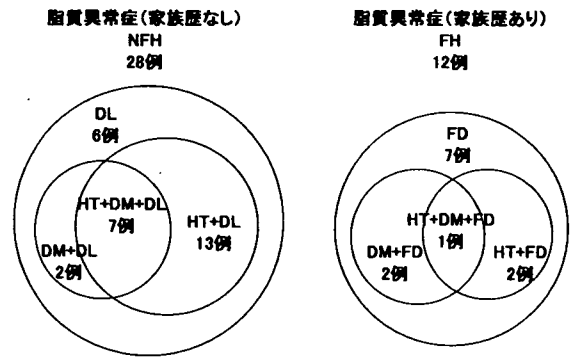 脂質異常症(家族歴なし)
NFH
28例
DL
6例
HT+DM+DL
7例
HT+DL
13例
DM+DL
2例
脂質異常症(家族歴あり)
FH
12例
FD
7例
HT+DM+FD
1例
DM+FD
2例
HT+FD
2例